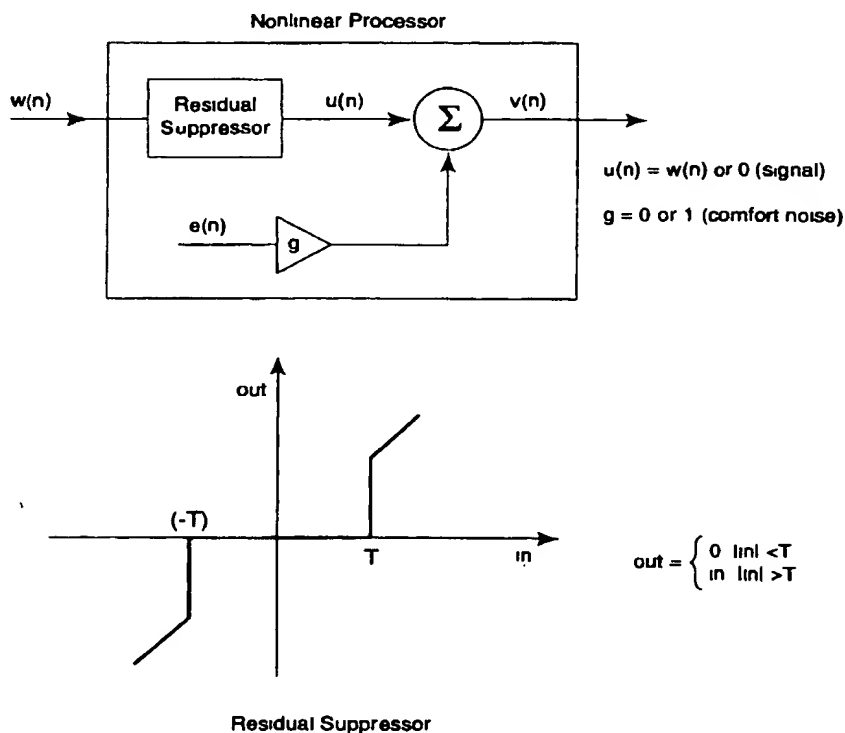 Nonlinear Processor
w(n)
Residual
Suppressor
u(n)
Σ
v(n)
u(n) = w(n) or 0 (signal)
g = 0 or 1 (comfort noise)
e(n)
g
out
(-T)
T
in
out = { 0 |in| <T
in |in| >T
Residual Suppressor